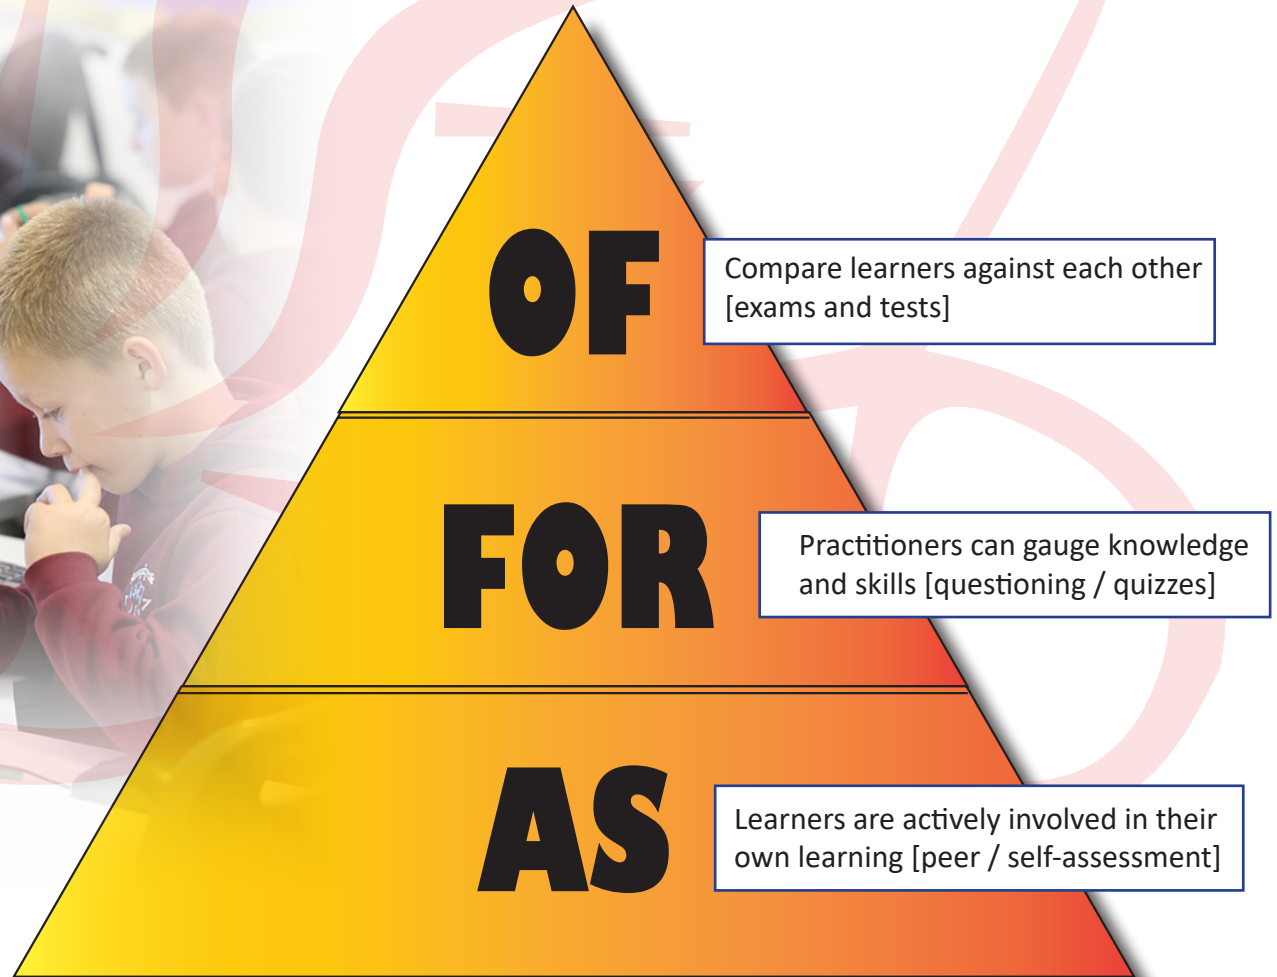 OF
Compare learners against each other
[exams and tests]
FOR
Practitioners can gauge knowledge
and skills [questioning / quizzes]
AS
Learners are actively involved in their
own learning [peer / self-assessment]